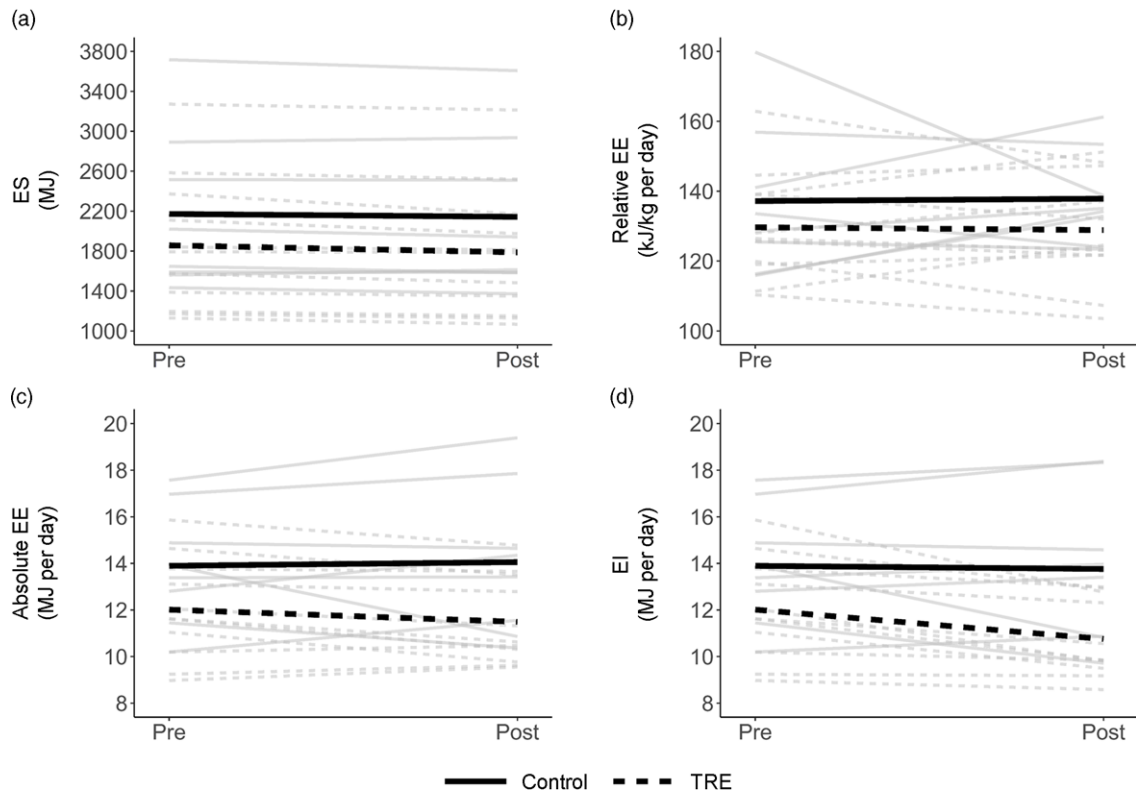 (a)
ES
(MJ)
3800
3400
3000
2600
2200
1800
1400
1000
Pre
Post
(b)
Relative EE
(kJ/kg per day)
180
160
140
120
100
Pre
Post
(c)
Absolute EE
(MJ per day)
20
18
16
14
12
10
8
Pre
Post
(d)
EI
(MJ per day)
20
18
16
14
12
10
8
Pre
Post
Control
TRE